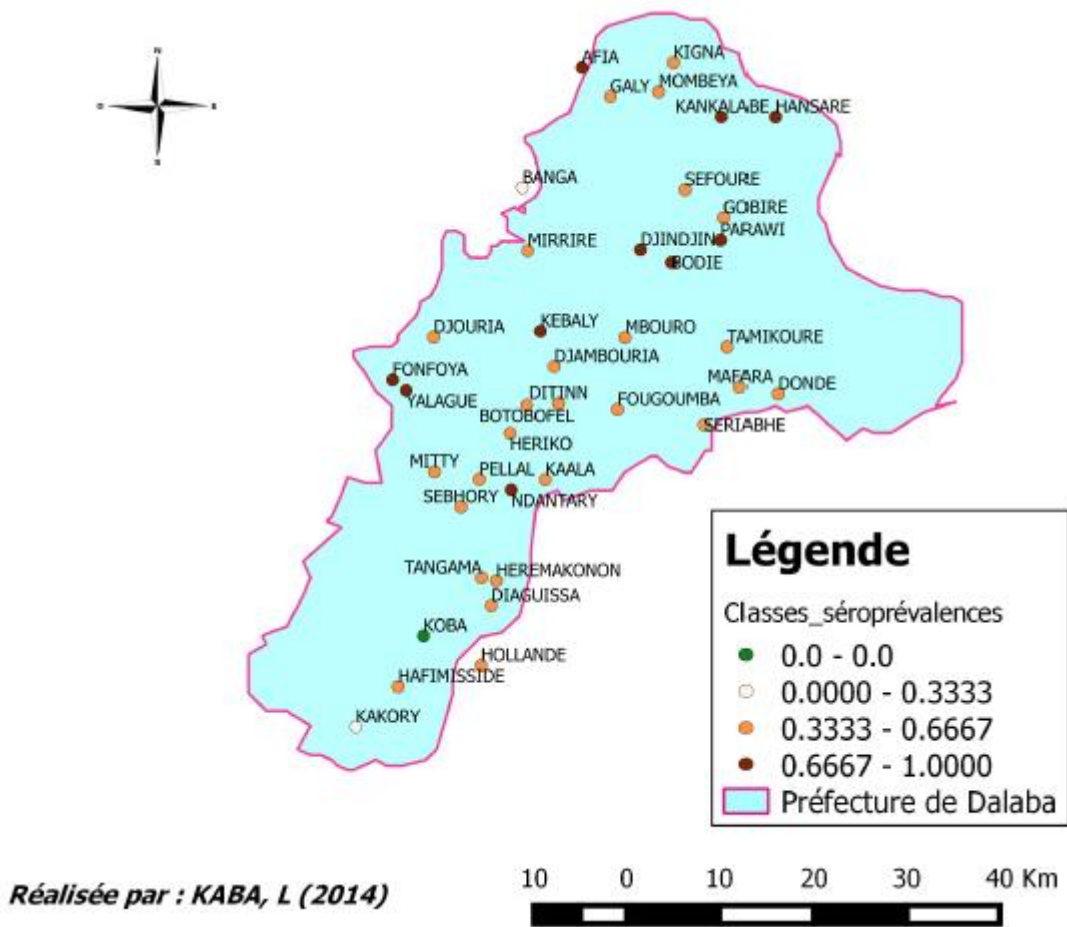 N
O
E
S
AFIA
KIGNA
GALY
MOMBEYA
KANKALABE
HANSARE
BANGA
SEFOURE
GOBIRE
PARAWI
MIRRIRE
DJINDJIN
BODIE
DJOURIA
KEBALY
MBOURO
TAMIKOURE
DJAMBOURIA
FONFOYA
YALAGUE
MAFARA
DONDE
DITINN
FOUGOUMBA
BOTOBOFEL
SERIABHE
HERIKO
MITTY
PELLAL
KAALA
SEBHORY
NDANTARY
TANGAMA
HEREMAKONON
DIAGUISSA
KOBA
HOLLANDE
HAFIMISSIDE
KAKORY
Légende
Classes_séroprévalences
0.0 - 0.0
0.0000 - 0.3333
0.3333 - 0.6667
0.6667 - 1.0000
Préfecture de Dalaba
Réalisée par : KABA, L (2014)
10 0 10 20 30 40 Km